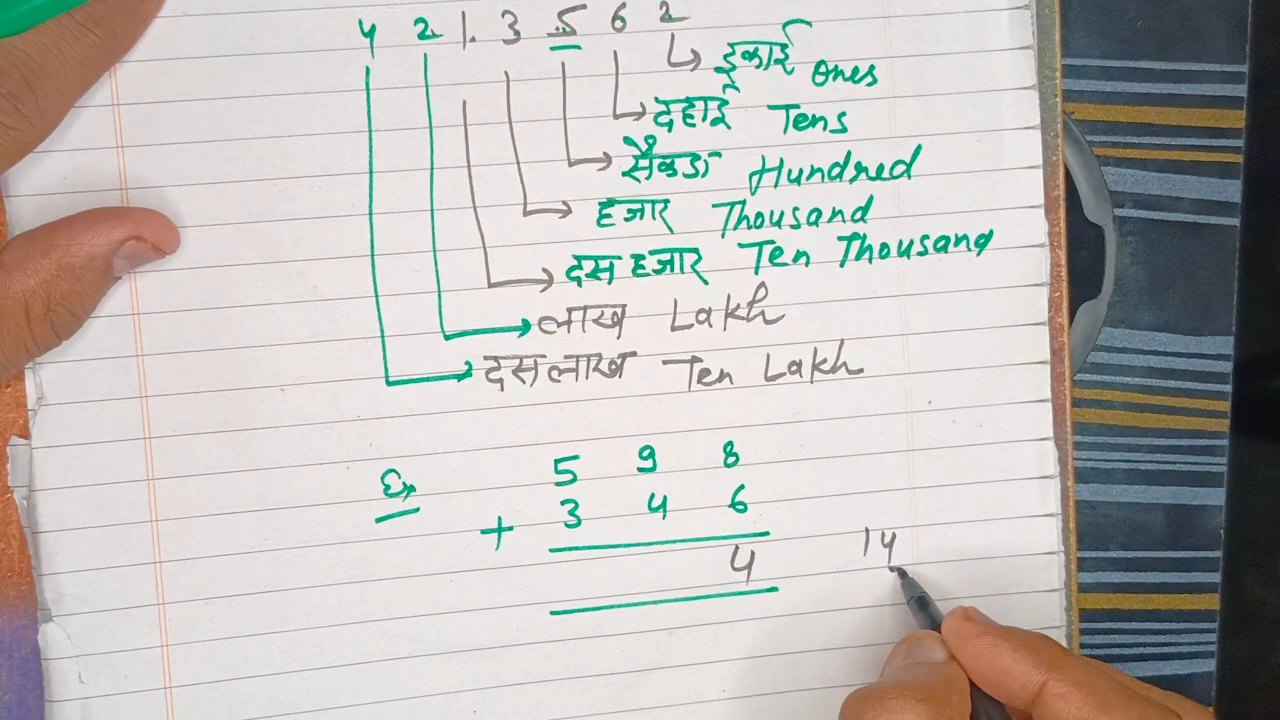 4 2 1 3 5 6 2
इकाई Ones
दहाई Tens
सैकडा Hundred
हजार Thousand
दस हजार Ten Thousand
लाख Lakh
दस लाख Ten Lakh
Ex 5 9 8
+ 3 4 6
4 14